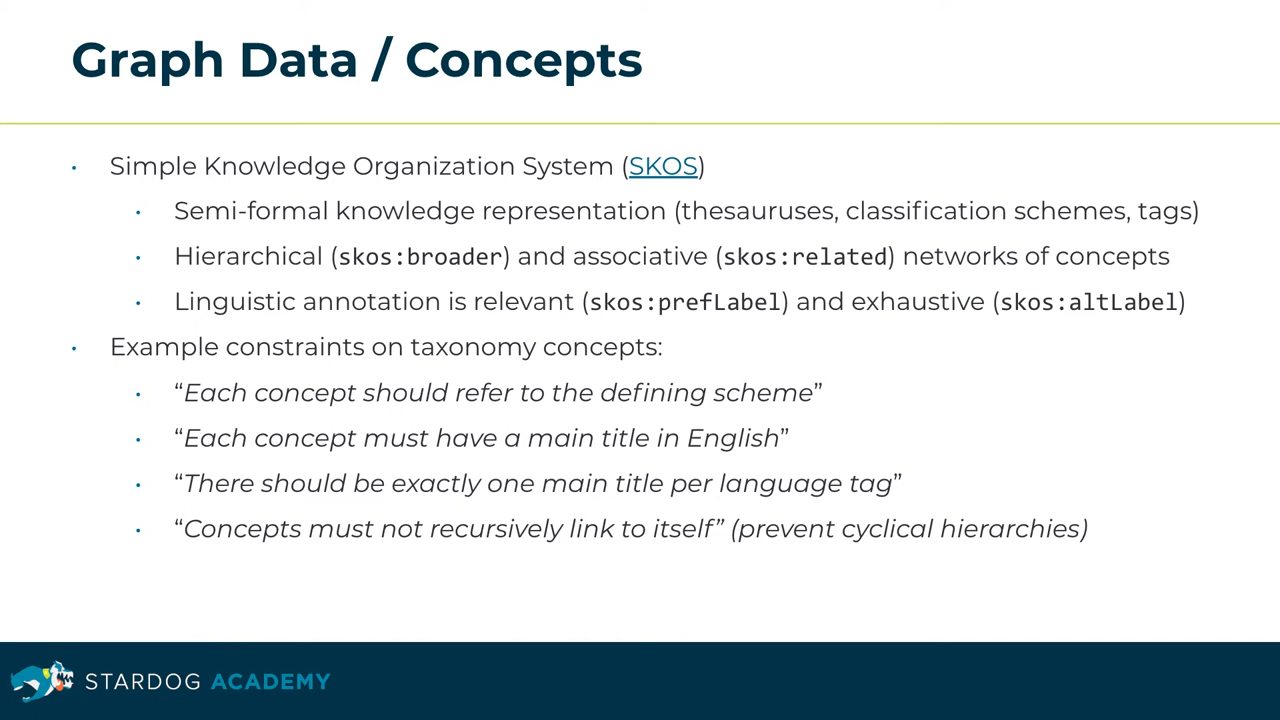 Graph Data / Concepts
• Simple Knowledge Organization System (SKOS)
• Semi-formal knowledge representation (thesauruses, classification schemes, tags)
• Hierarchical (skos:broader) and associative (skos:related) networks of concepts
• Linguistic annotation is relevant (skos:prefLabel) and exhaustive (skos:altLabel)
• Example constraints on taxonomy concepts:
• “Each concept should refer to the defining scheme”
• “Each concept must have a main title in English”
• “There should be exactly one main title per language tag”
• “Concepts must not recursively link to itself” (prevent cyclical hierarchies)
STARDOG ACADEMY